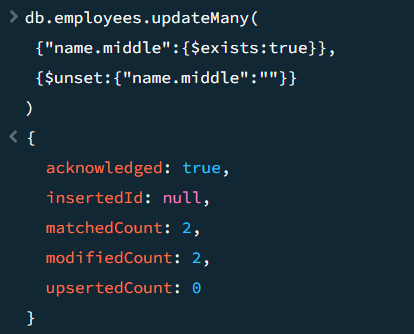 > db.employees.updateMany(
{"name.middle":{$exists:true}},
{$unset:{"name.middle":""}}
)
< {
acknowledged: true,
insertedId: null,
matchedCount: 2,
modifiedCount: 2,
upsertedCount: 0
}